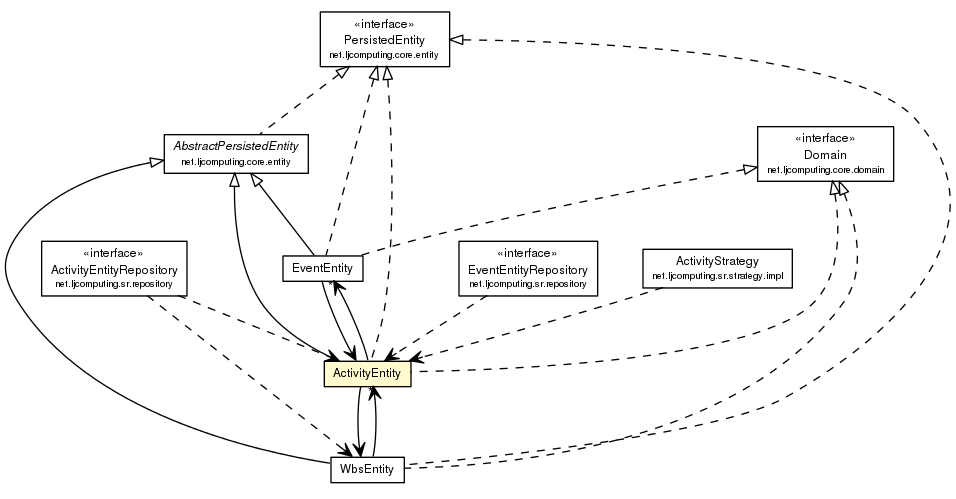 «interface»
PersistedEntity
net.ljcomputing.core.entity
AbstractPersistedEntity
net.ljcomputing.core.entity
«interface»
Domain
net.ljcomputing.core.domain
«interface»
ActivityEntityRepository
net.ljcomputing.sr.repository
EventEntity
*
«interface»
EventEntityRepository
net.ljcomputing.sr.repository
ActivityStrategy
net.ljcomputing.sr.strategy.impl
ActivityEntity
*
WbsEntity